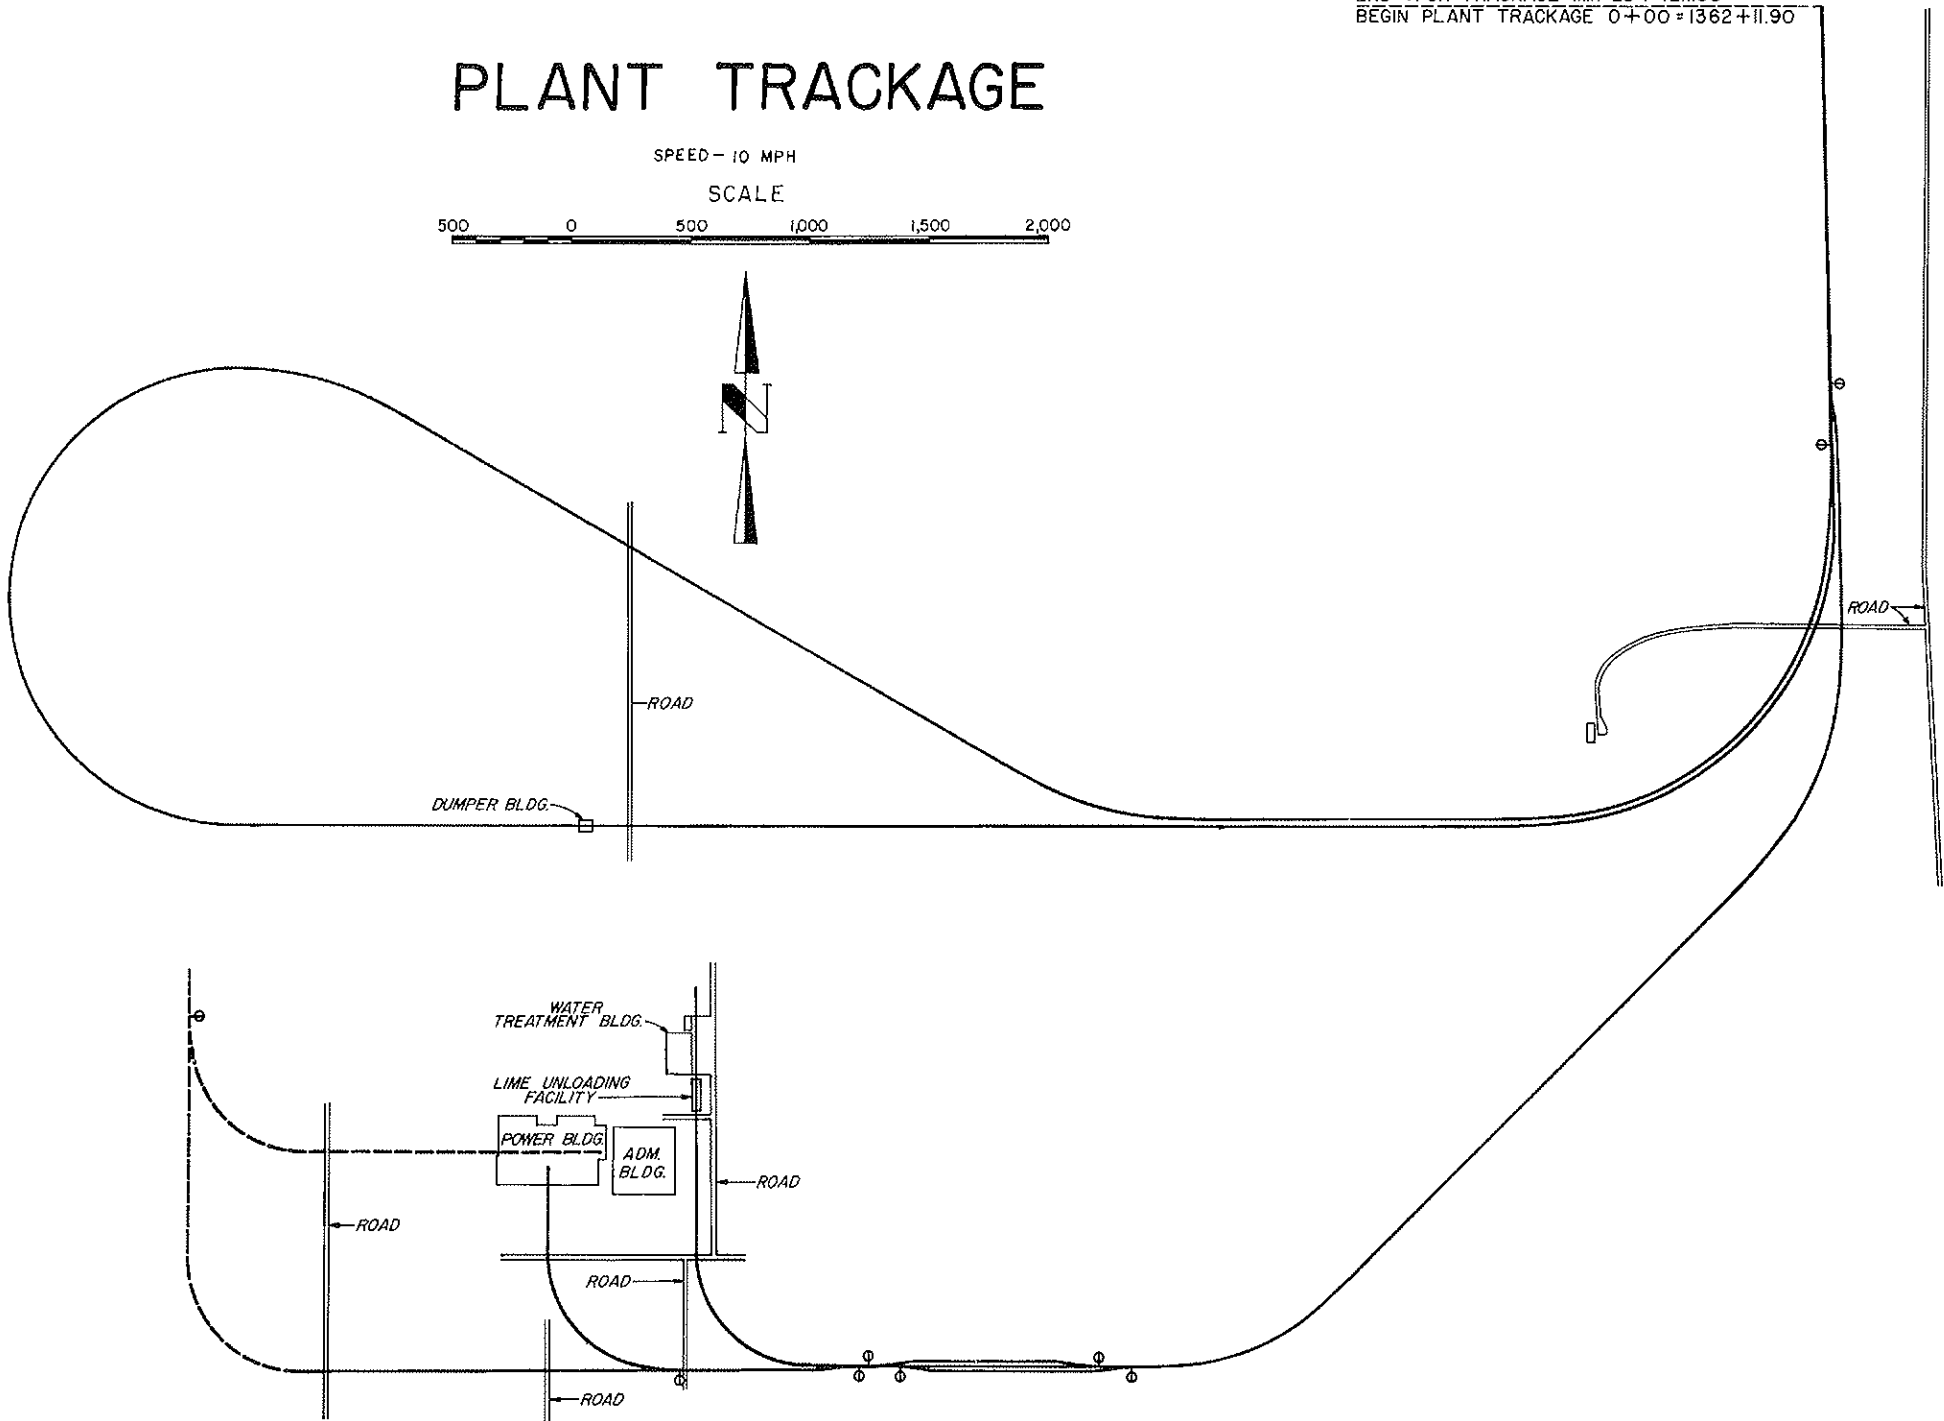 BEGIN PLANT TRACKAGE 0+00=1362+11.90
PLANT TRACKAGE
SPEED-10 MPH
SCALE
500 0 500 1,000 1,500 2,000
N
ROAD
ROAD
DUMPER BLDG.
WATER
TREATMENT BLDG.
LIME UNLOADING
FACILITY
POWER BLDG.
ADM.
BLDG.
ROAD
ROAD
ROAD
ROAD